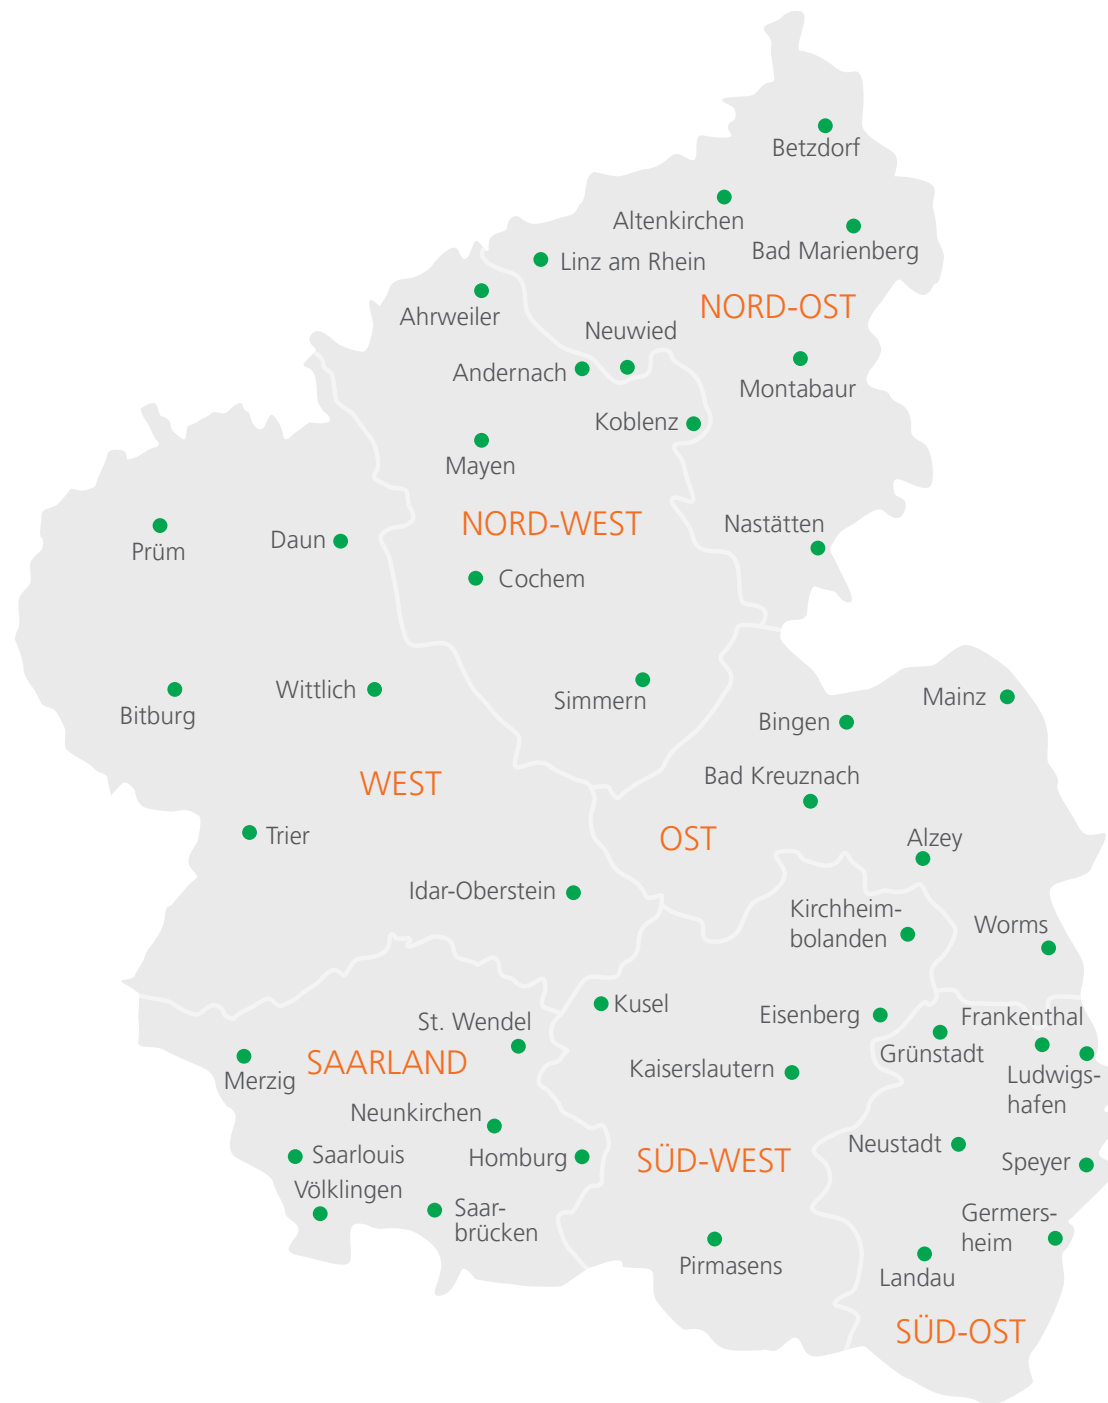 Betzdorf
Altenkirchen
Bad Marienberg
Linz am Rhein
NORD-OST
Ahrweiler
Neuwied
Andernach
Montabaur
Koblenz
Mayen
NORD-WEST
Nastätten
Prüm
Daun
Cochem
Wittlich
Bitburg
Simmern
Mainz
Bingen
Bad Kreuznach
WEST
OST
Trier
Alzey
Idar-Oberstein
Kirchheim-
bolanden
Worms
Kusel
St. Wendel
Eisenberg
Frankenthal
Grünstadt
SAARLAND
Merzig
Kaiserslautern
Ludwigs-
hafen
Neunkirchen
Saarlouis
Homburg
SÜD-WEST
Neustadt
Speyer
Völklingen
Saar-
brücken
Germers-
heim
Pirmasens
Landau
SÜD-OST